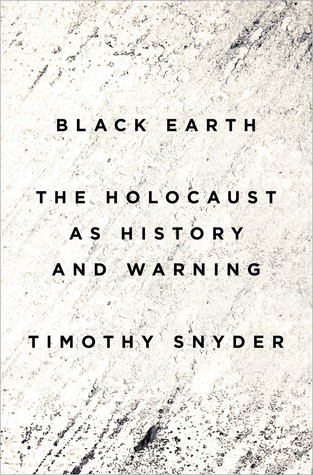 BLACK EARTH
THE HOLOCAUST
AS HISTORY
AND WARNING
TIMOTHY SNYDER